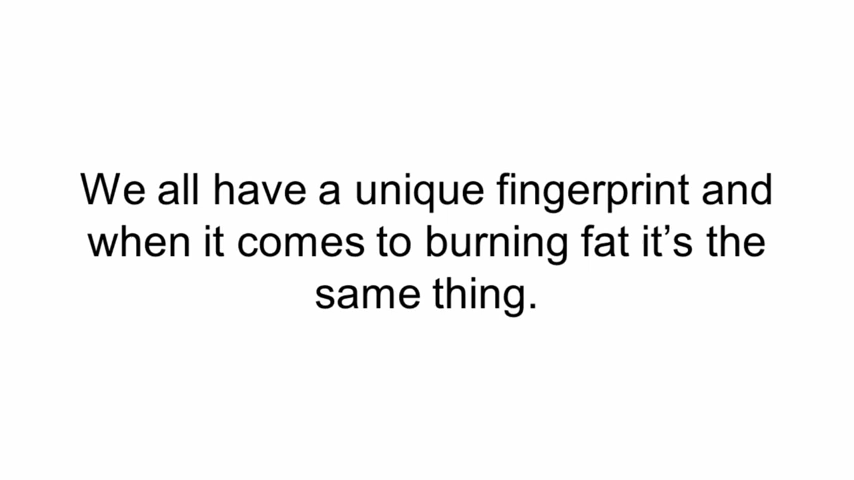 We all have a unique fingerprint and
when it comes to burning fat it’s the
same thing.